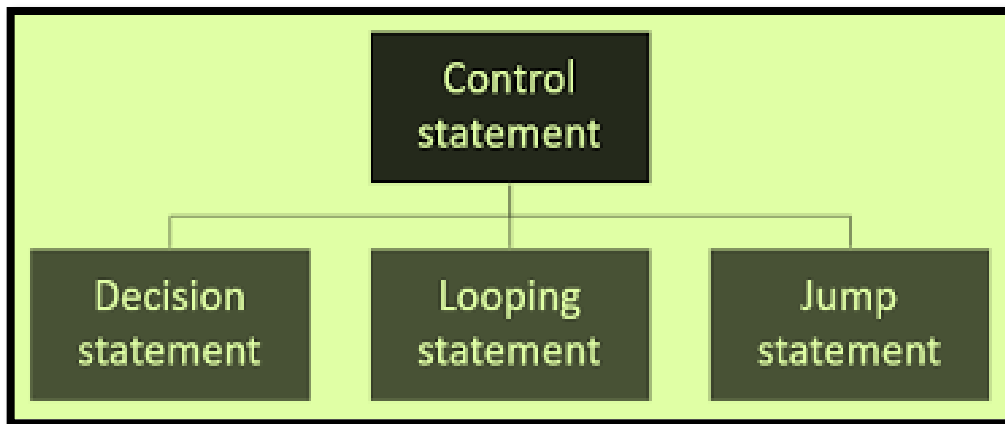 Control
statement
Decision
statement
Looping
statement
Jump
statement